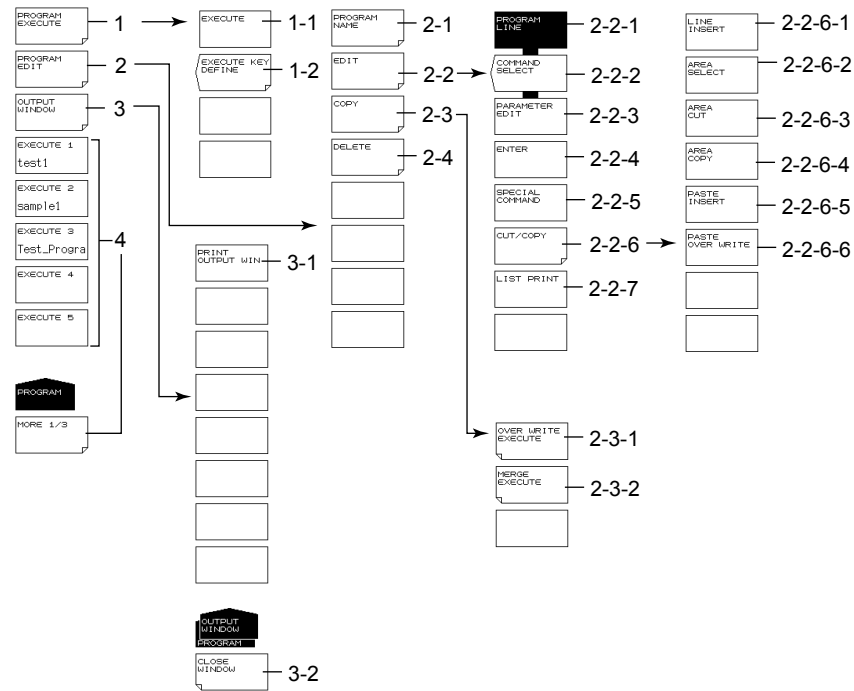 PROGRAM
EXECUTE
1
PROGRAM
EDIT
2
OUTPUT
WINDOW
3
EXECUTE 1
test1
EXECUTE 2
sample1
EXECUTE 3
Test_Progra
EXECUTE 4
EXECUTE 5
4
PROGRAM
MORE 1/3
EXECUTE
1-1
EXECUTE KEY
DEFINE
1-2
PRINT
OUTPUT WIN
3-1
OUTPUT
WINDOW
PROGRAM
CLOSE
WINDOW
3-2
PROGRAM
NAME
2-1
EDIT
2-2
COPY
2-3
DELETE
2-4
PROGRAM
LINE
2-2-1
COMMAND
SELECT
2-2-2
PARAMETER
EDIT
2-2-3
ENTER
2-2-4
SPECIAL
COMMAND
2-2-5
CUT/COPY
2-2-6
LIST PRINT
2-2-7
OVER WRITE
EXECUTE
2-3-1
MERGE
EXECUTE
2-3-2
LINE
INSERT
2-2-6-1
AREA
SELECT
2-2-6-2
AREA
CUT
2-2-6-3
AREA
COPY
2-2-6-4
PASTE
INSERT
2-2-6-5
PASTE
OVER WRITE
2-2-6-6